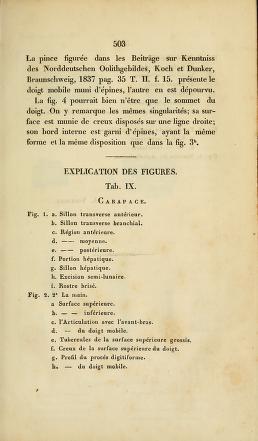 503
La pince figurée dans les Beiträge sur Kenntniss
des Norddeutschen Oolithgebildes, Koch et Dunker,
Braunschweig, 1837 pag. 35 T. II. f. 15. présente le
doigt mobile muni d'épines, l'autre en est dépourvu.
La fig. 4 pourrait bien n'être que le sommet du
doigt. On y remarque les mêmes singularités; sa sur-
face est munie de creux disposés sur une ligne droite;
son bord interne est garni d'épines, ayant la même
forme et la même disposition que dans la fig. 3ᵇ.
EXPLICATION DES FIGURES.
Tab. IX.
CARAPACE.
Fig. 1. a. Sillon transverse antérieur.
b. Sillon transverse branchial.
c. Région antérieure.
d. — — moyenne.
e. — — postérieure.
f. Portion hépatique.
g. Sillon hépatique.
h. Excision semi-lunaire.
i. Rostre brisé.
Fig. 2. 2ᵃ La main.
a Surface supérieure.
b. — — inférieure.
c. l'Articulation avec l'avant-bras.
d. — du doigt mobile.
e. Tubercules de la surface supérieure grossis.
f. Creux de la surface supérieure du doigt.
g. Profil du procès digitiforme.
h. — du doigt mobile.